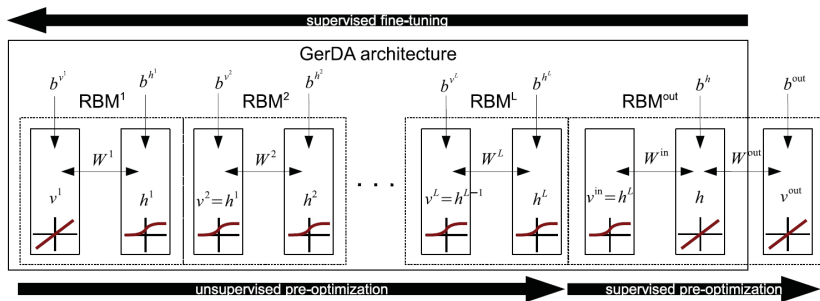 supervised fine-tuning
GerDA architecture
b^{v^1} b^{h^1} b^{v^2} b^{h^2} b^{v^L} b^{h^L} b^h b^{out}
RBM^1 RBM^2 RBM^L RBM^{out}
W^1 W^2 W^L W^{in} W^{out}
v^1 h^1 v^2=h^1 h^2 . . . v^L=h^{L-1} h^L v^{in}=h^L h v^{out}
unsupervised pre-optimization supervised pre-optimization